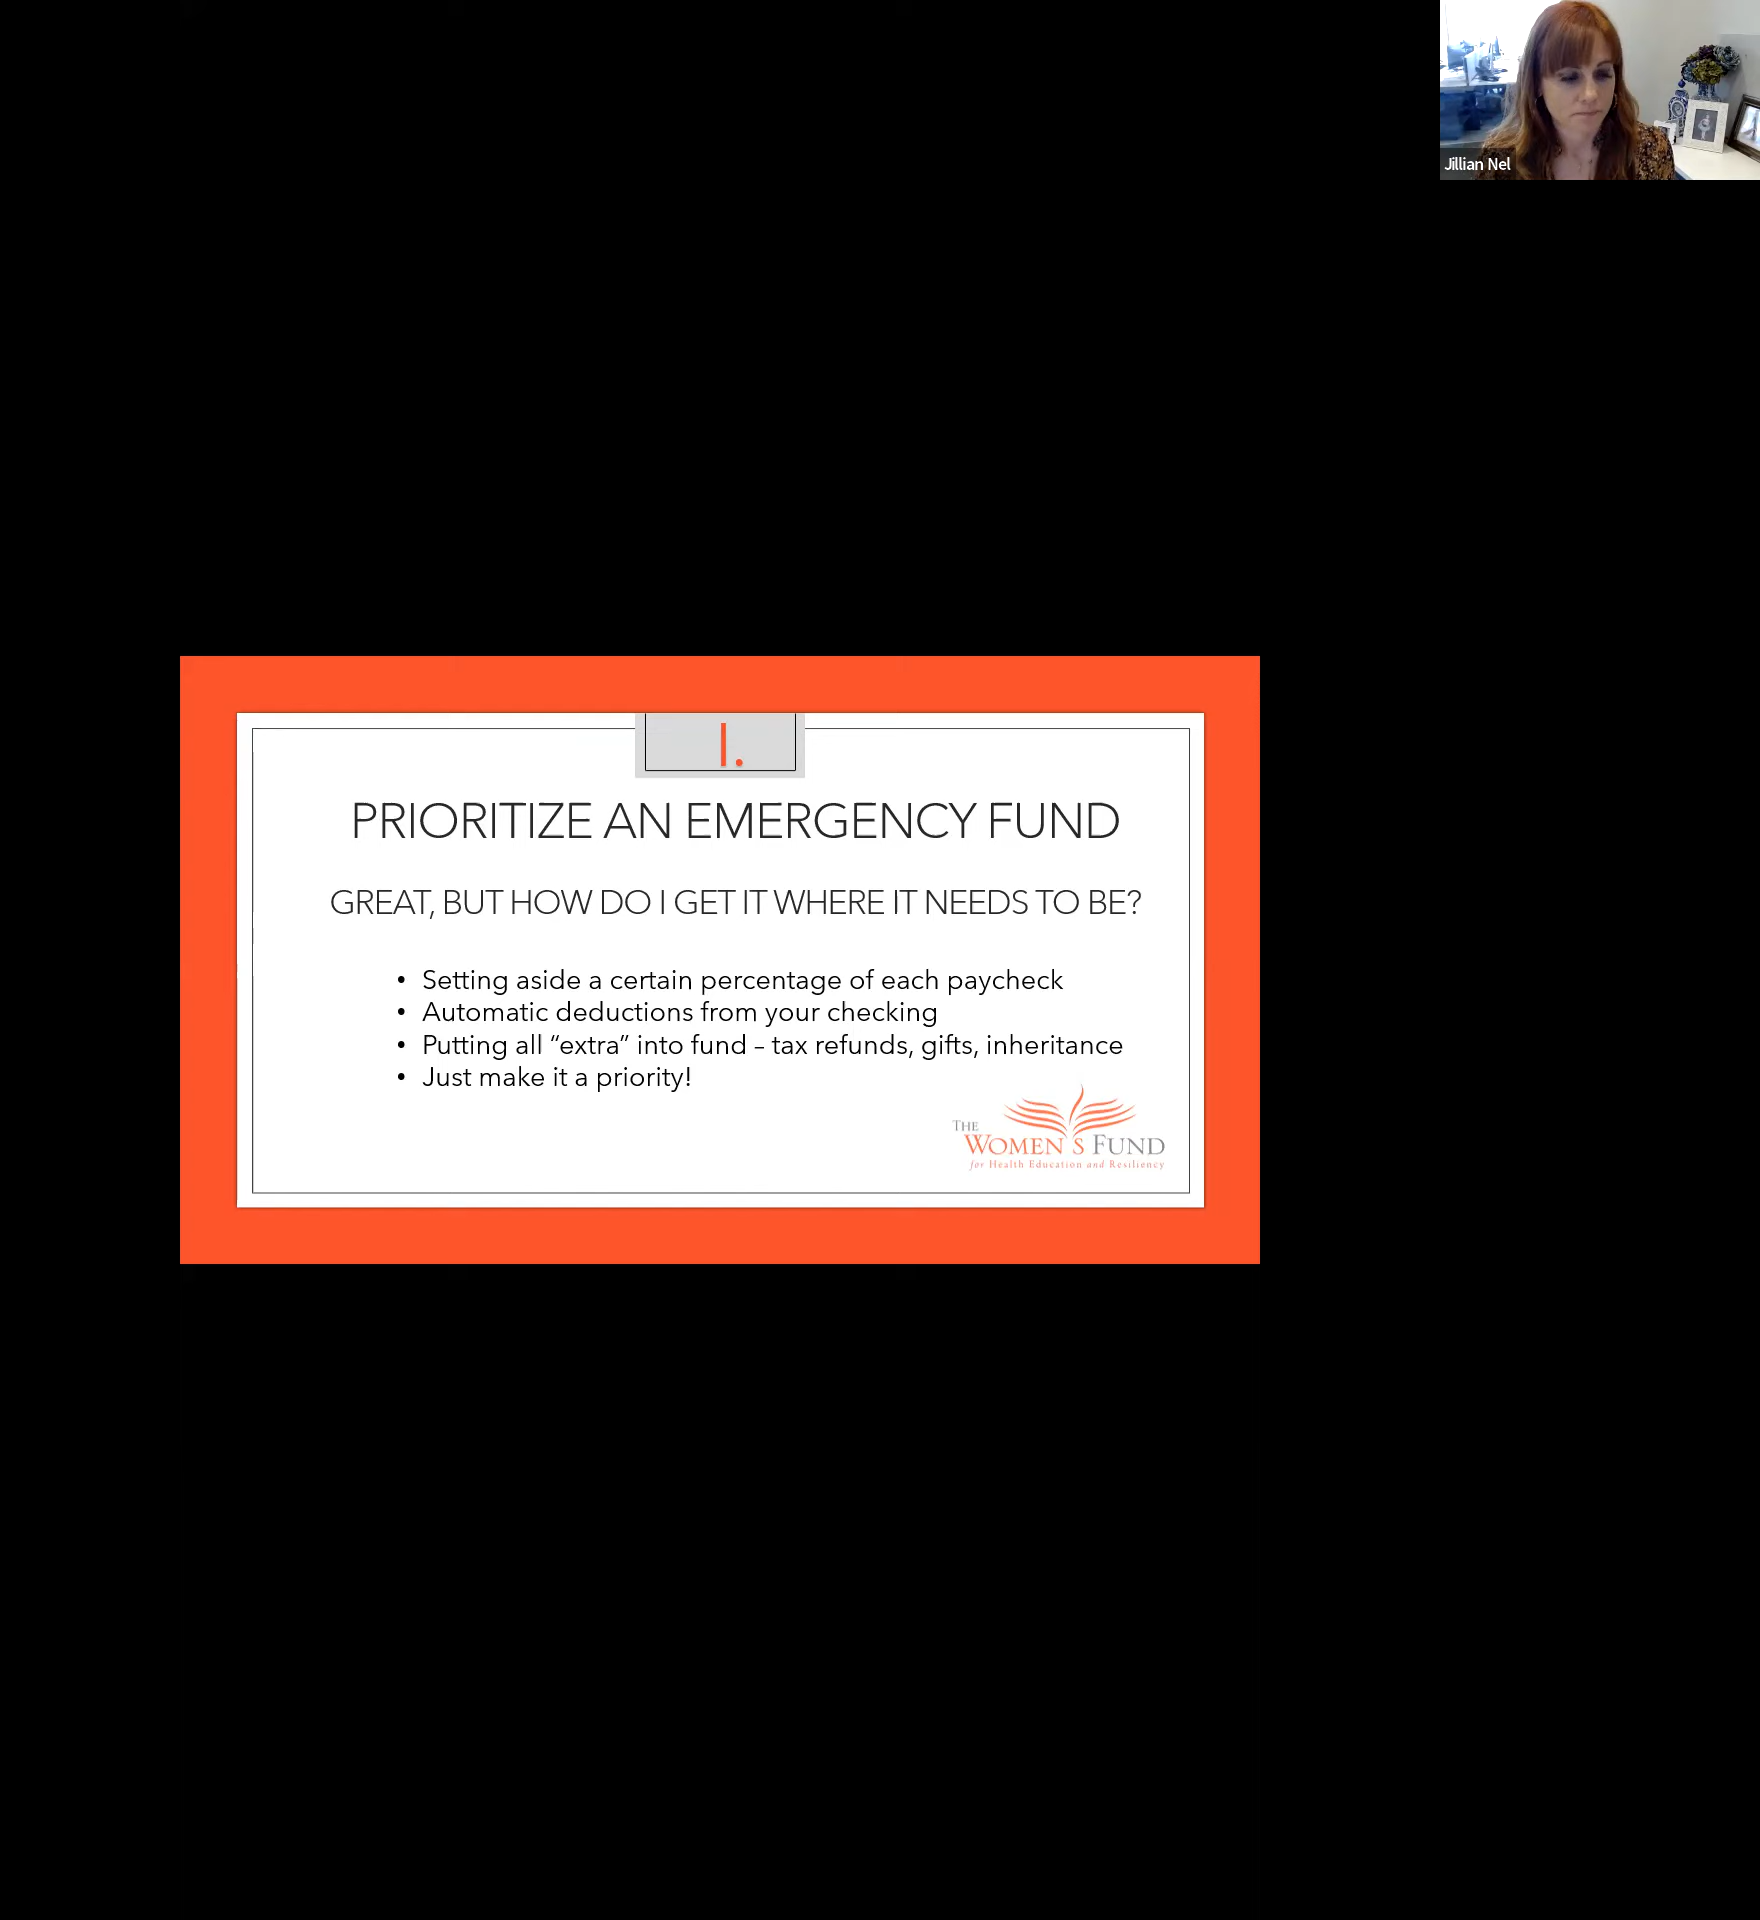 Jillian Nel
I.
PRIORITIZE AN EMERGENCY FUND
GREAT, BUT HOW DO I GET IT WHERE IT NEEDS TO BE?
• Setting aside a certain percentage of each paycheck
• Automatic deductions from your checking
• Putting all “extra” into fund – tax refunds, gifts, inheritance
• Just make it a priority!
THE
WOMEN'S FUND
for Health Education and Resiliency